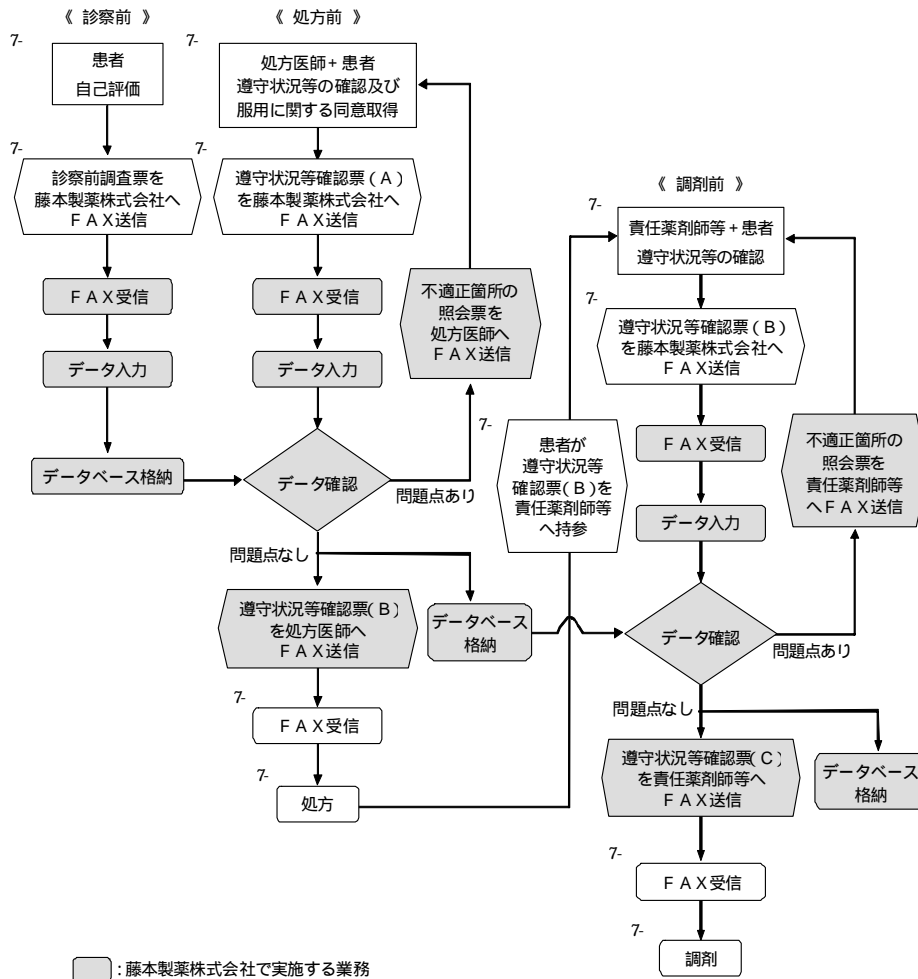 《 診察前 》
7-
患者
自己評価
7-
診察前調査票を
藤本製薬株式会社へ
ＦＡＸ送信
ＦＡＸ受信
データ入力
データベース格納
《 処方前 》
7-
処方医師+患者
遵守状況等の確認及び
服用に関する同意取得
7-
遵守状況等確認票(A)
を藤本製薬株式会社へ
ＦＡＸ送信
ＦＡＸ受信
データ入力
データ確認
問題点あり
7-
不適正箇所の
照会票を
処方医師へ
ＦＡＸ送信
問題点なし
遵守状況等確認票(B)
を処方医師へ
ＦＡＸ送信
データベース
格納
7-
ＦＡＸ受信
7-
処方
患者が
遵守状況等
確認票(B)を
責任薬剤師等
へ持参
《 調剤前 》
7-
責任薬剤師等+患者
遵守状況等の確認
7-
遵守状況等確認票(B)
を藤本製薬株式会社へ
ＦＡＸ送信
ＦＡＸ受信
データ入力
データ確認
問題点あり
不適正箇所の
照会票を
責任薬剤師等
へＦＡＸ送信
問題点なし
遵守状況等確認票(C)
を責任薬剤師等へ
ＦＡＸ送信
データベース
格納
7-
ＦＡＸ受信
7-
調剤
:藤本製薬株式会社で実施する業務